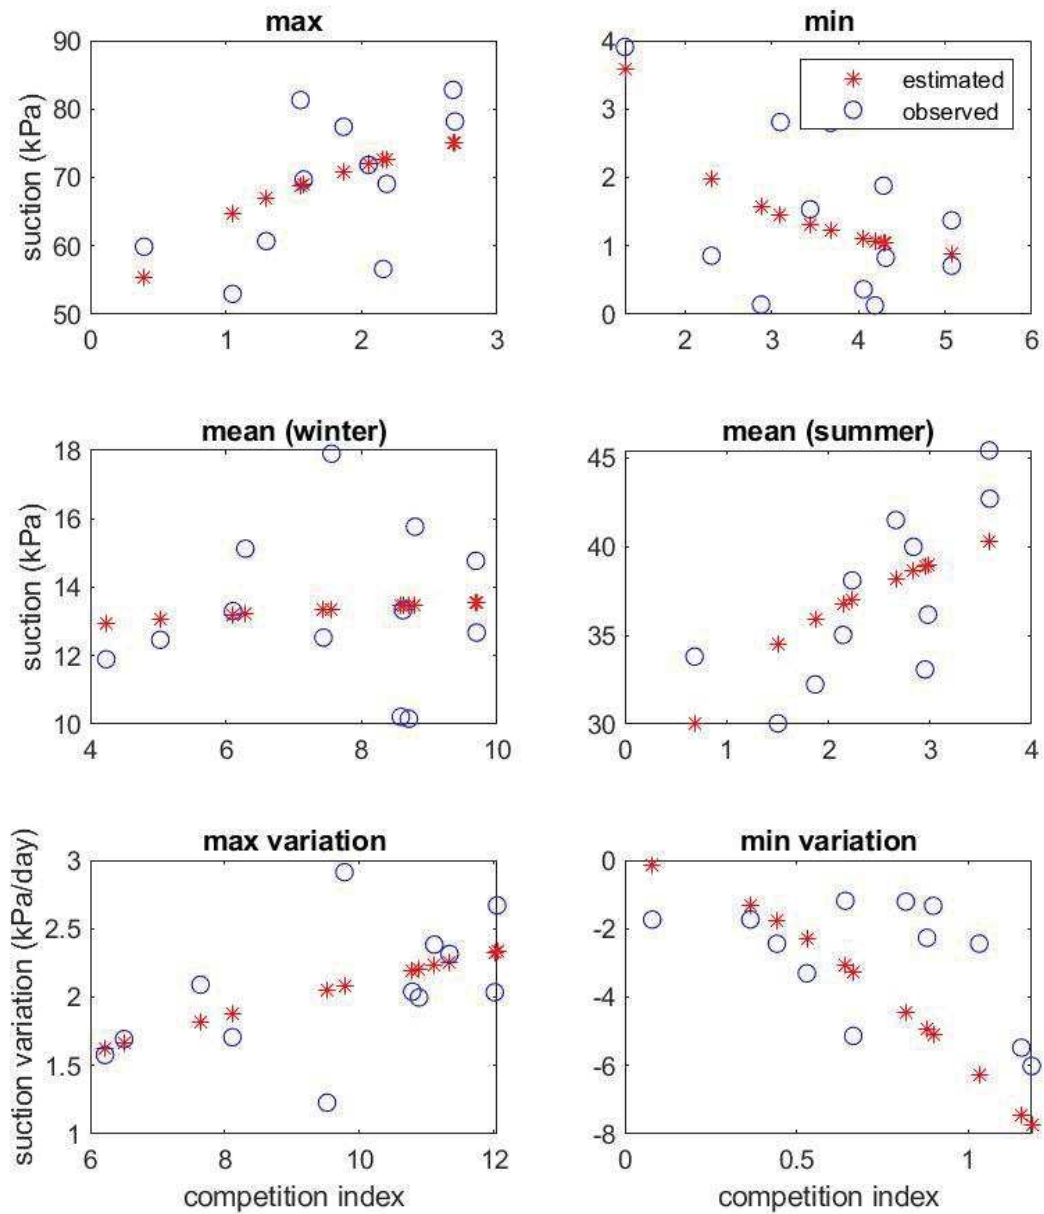 max
90
80
70
60
50
suction (kPa)
0 1 2 3
min
4
3
2
1
0
2 3 4 5 6
estimated
observed
mean (winter)
18
16
14
12
10
suction (kPa)
4 6 8 10
mean (summer)
45
40
35
30
0 1 2 3 4
max variation
3
2.5
2
1.5
1
suction variation (kPa/day)
6 8 10 12
competition index
min variation
0
-2
-4
-6
-8
0 0.5 1
competition index